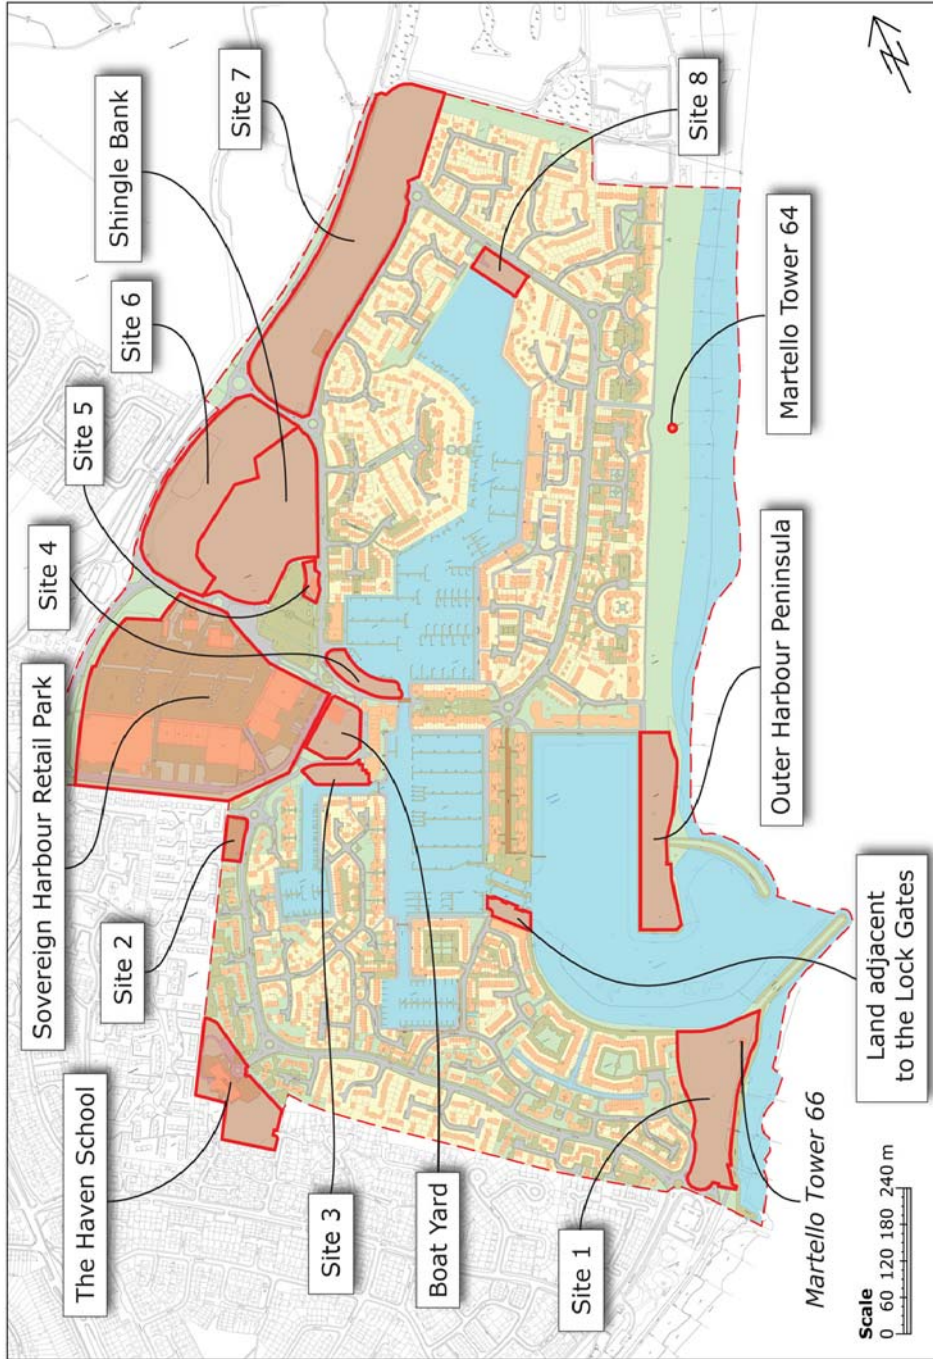 The Haven School
Site 2
Sovereign Harbour Retail Park
Site 4
Site 5
Site 6
Shingle Bank
Site 7
Site 3
Boat Yard
Site 8
Site 1
Martello Tower 66
Land adjacent
to the Lock Gates
Outer Harbour Peninsula
Martello Tower 64
Scale
0 60 120 180 240 m
N